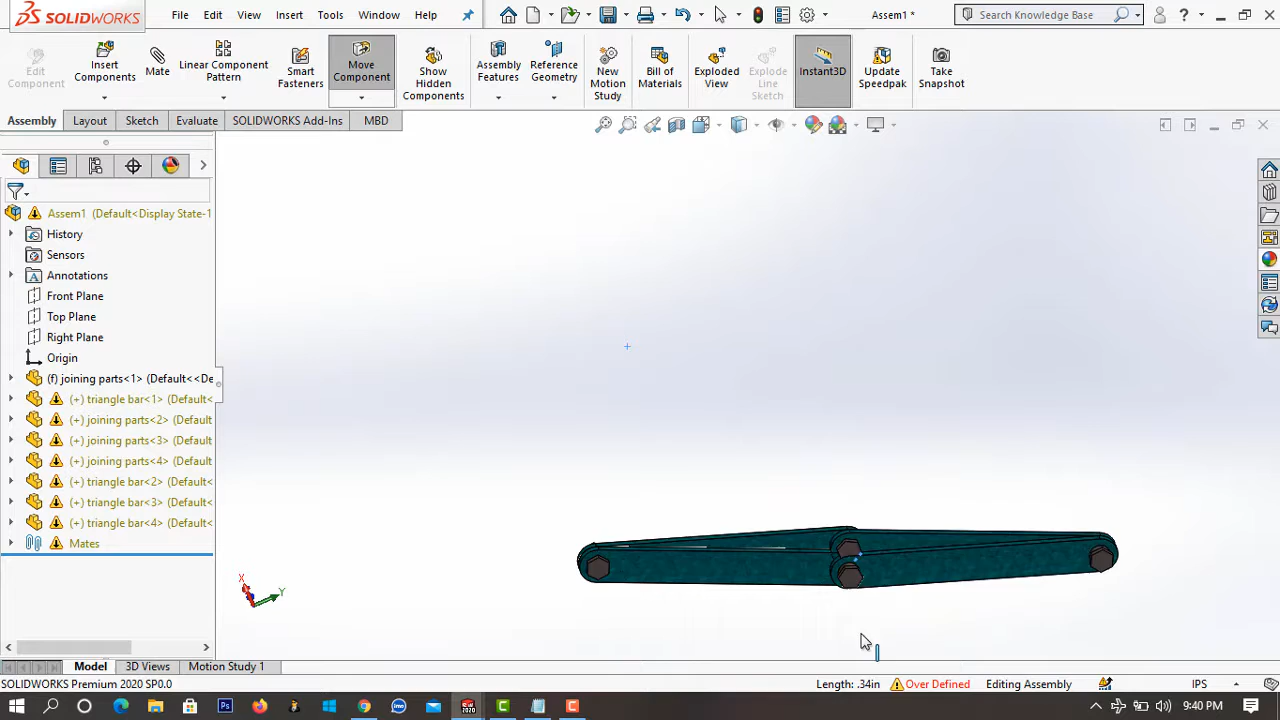 SOLIDWORKS File Edit View Insert Tools Window Help Assem1 * Search Knowledge Base ?
Edit Component
Insert Components
Mate
Linear Component Pattern
Smart Fasteners
Move Component
Show Hidden Components
Assembly Features
Reference Geometry
New Motion Study
Bill of Materials
Exploded View
Explode Line Sketch
Instant3D
Update Speedpak
Take Snapshot
Assembly Layout Sketch Evaluate SOLIDWORKS Add-Ins MBD
Assem1 (Default<Display State-1
History
Sensors
Annotations
Front Plane
Top Plane
Right Plane
Origin
(f) joining parts<1> (Default<<De
(+) triangle bar<1> (Default<
(+) joining parts<2> (Default
(+) joining parts<3> (Default
(+) joining parts<4> (Default
(+) triangle bar<2> (Default<
(+) triangle bar<3> (Default<
(+) triangle bar<4> (Default<
Mates
X
Y
Model 3D Views Motion Study 1
SOLIDWORKS Premium 2020 SP0.0 Length: .34in Over Defined Editing Assembly IPS
9:40 PM